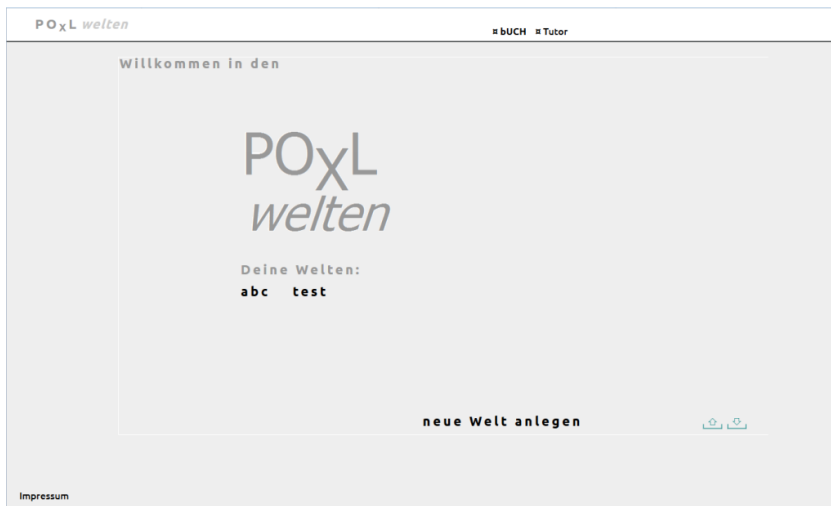 POXL welten
¤ bUCH ¤ Tutor
Willkommen in den
POXL
welten
Deine Welten:
abc test
neue Welt anlegen
Impressum